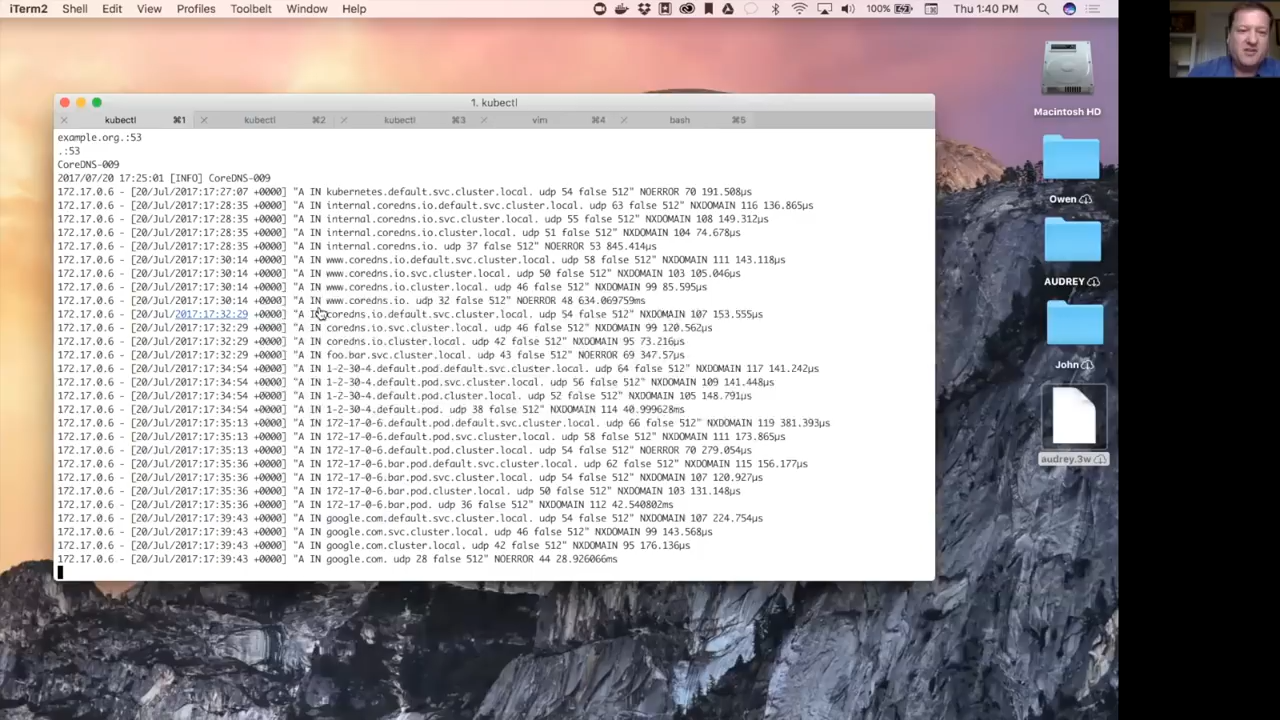 iTerm2 Shell Edit View Profiles Toolbelt Window Help 100% Thu 1:40 PM
1. kubectl
kubectl ⌘1 kubectl ⌘2 kubectl ⌘3 vim ⌘4 bash ⌘5
example.org.:53
.:53
CoreDNS-009
2017/07/20 17:25:01 [INFO] CoreDNS-009
172.17.0.6 - [20/Jul/2017:17:27:07 +0000] "A IN kubernetes.default.svc.cluster.local. udp 54 false 512" NOERROR 70 191.508µs
172.17.0.6 - [20/Jul/2017:17:28:35 +0000] "A IN internal.coredns.io.default.svc.cluster.local. udp 63 false 512" NXDOMAIN 116 136.865µs
172.17.0.6 - [20/Jul/2017:17:28:35 +0000] "A IN internal.coredns.io.svc.cluster.local. udp 55 false 512" NXDOMAIN 108 149.312µs
172.17.0.6 - [20/Jul/2017:17:28:35 +0000] "A IN internal.coredns.io.cluster.local. udp 51 false 512" NXDOMAIN 104 74.678µs
172.17.0.6 - [20/Jul/2017:17:28:35 +0000] "A IN internal.coredns.io. udp 37 false 512" NOERROR 53 845.414µs
172.17.0.6 - [20/Jul/2017:17:30:14 +0000] "A IN www.coredns.io.default.svc.cluster.local. udp 58 false 512" NXDOMAIN 111 143.118µs
172.17.0.6 - [20/Jul/2017:17:30:14 +0000] "A IN www.coredns.io.svc.cluster.local. udp 50 false 512" NXDOMAIN 103 105.046µs
172.17.0.6 - [20/Jul/2017:17:30:14 +0000] "A IN www.coredns.io.cluster.local. udp 46 false 512" NXDOMAIN 99 85.595µs
172.17.0.6 - [20/Jul/2017:17:30:14 +0000] "A IN www.coredns.io. udp 32 false 512" NOERROR 48 634.069759ms
172.17.0.6 - [20/Jul/2017:17:32:29 +0000] "A IN coredns.io.default.svc.cluster.local. udp 54 false 512" NXDOMAIN 107 153.555µs
172.17.0.6 - [20/Jul/2017:17:32:29 +0000] "A IN coredns.io.svc.cluster.local. udp 46 false 512" NXDOMAIN 99 120.562µs
172.17.0.6 - [20/Jul/2017:17:32:29 +0000] "A IN coredns.io.cluster.local. udp 42 false 512" NXDOMAIN 95 73.216µs
172.17.0.6 - [20/Jul/2017:17:32:29 +0000] "A IN foo.bar.svc.cluster.local. udp 43 false 512" NOERROR 69 347.57µs
172.17.0.6 - [20/Jul/2017:17:34:54 +0000] "A IN 1-2-30-4.default.pod.default.svc.cluster.local. udp 64 false 512" NXDOMAIN 117 141.242µs
172.17.0.6 - [20/Jul/2017:17:34:54 +0000] "A IN 1-2-30-4.default.pod.svc.cluster.local. udp 56 false 512" NXDOMAIN 109 141.448µs
172.17.0.6 - [20/Jul/2017:17:34:54 +0000] "A IN 1-2-30-4.default.pod.cluster.local. udp 52 false 512" NXDOMAIN 105 148.791µs
172.17.0.6 - [20/Jul/2017:17:34:54 +0000] "A IN 1-2-30-4.default.pod. udp 38 false 512" NXDOMAIN 114 40.999628ms
172.17.0.6 - [20/Jul/2017:17:35:13 +0000] "A IN 172-17-0-6.default.pod.default.svc.cluster.local. udp 66 false 512" NXDOMAIN 119 381.393µs
172.17.0.6 - [20/Jul/2017:17:35:13 +0000] "A IN 172-17-0-6.default.pod.svc.cluster.local. udp 58 false 512" NXDOMAIN 111 173.865µs
172.17.0.6 - [20/Jul/2017:17:35:13 +0000] "A IN 172-17-0-6.default.pod.cluster.local. udp 54 false 512" NOERROR 70 279.054µs
172.17.0.6 - [20/Jul/2017:17:35:36 +0000] "A IN 172-17-0-6.bar.pod.default.svc.cluster.local. udp 62 false 512" NXDOMAIN 115 156.177µs
172.17.0.6 - [20/Jul/2017:17:35:36 +0000] "A IN 172-17-0-6.bar.pod.svc.cluster.local. udp 54 false 512" NXDOMAIN 107 120.927µs
172.17.0.6 - [20/Jul/2017:17:35:36 +0000] "A IN 172-17-0-6.bar.pod.cluster.local. udp 50 false 512" NXDOMAIN 103 131.148µs
172.17.0.6 - [20/Jul/2017:17:35:36 +0000] "A IN 172-17-0-6.bar.pod. udp 36 false 512" NXDOMAIN 112 42.540802ms
172.17.0.6 - [20/Jul/2017:17:39:43 +0000] "A IN google.com.default.svc.cluster.local. udp 54 false 512" NXDOMAIN 107 224.754µs
172.17.0.6 - [20/Jul/2017:17:39:43 +0000] "A IN google.com.svc.cluster.local. udp 46 false 512" NXDOMAIN 99 143.568µs
172.17.0.6 - [20/Jul/2017:17:39:43 +0000] "A IN google.com.cluster.local. udp 42 false 512" NXDOMAIN 95 176.136µs
172.17.0.6 - [20/Jul/2017:17:39:43 +0000] "A IN google.com. udp 28 false 512" NOERROR 44 28.926066ms
Macintosh HD
Owen
AUDREY
John
audrey.3w